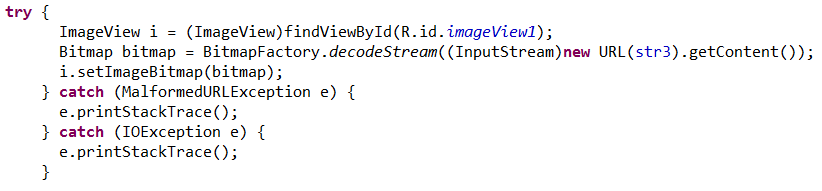 try {
ImageView i = (ImageView)findViewById(R.id.imageView1);
Bitmap bitmap = BitmapFactory.decodeStream((InputStream)new URL(str3).getContent());
i.setImageBitmap(bitmap);
} catch (MalformedURLException e) {
e.printStackTrace();
} catch (IOException e) {
e.printStackTrace();
}